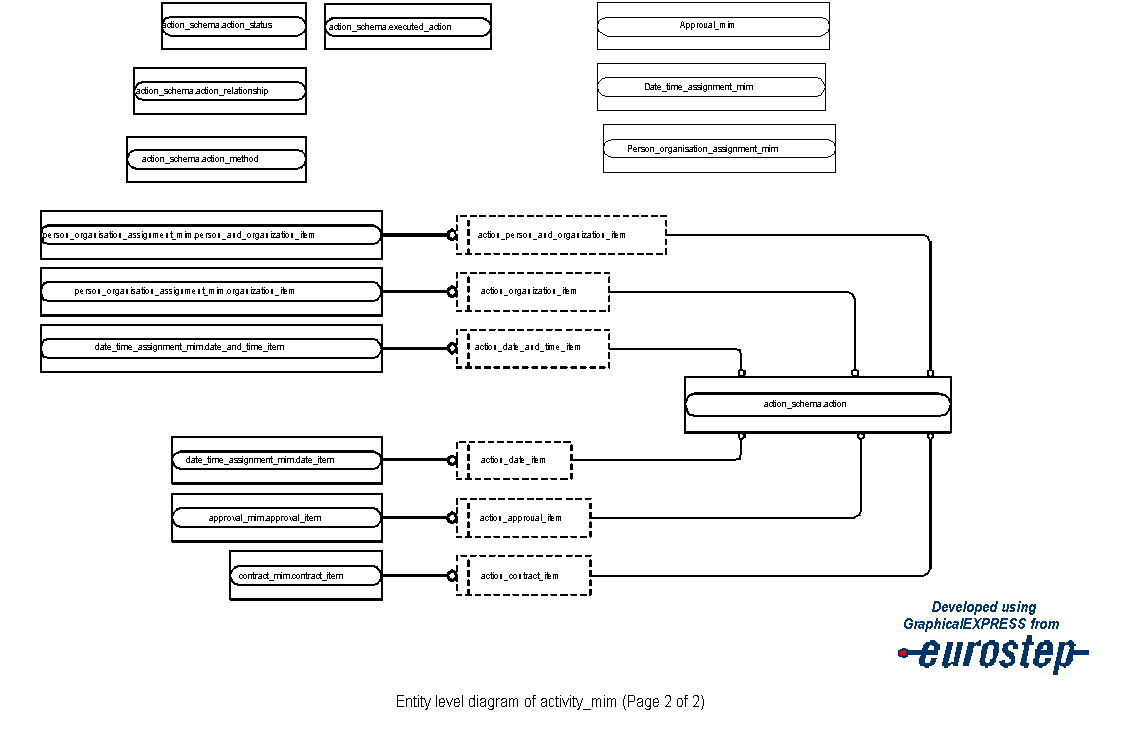 action_schema.action_status
action_schema.executed_action
Approval_mim
action_schema.action_relationship
Date_time_assignment_mim
action_schema.action_method
Person_organisation_assignment_mim
person_organisation_assignment_mim.person_and_organization_item
action_person_and_organization_item
person_organisation_assignment_mim.organization_item
action_organization_item
date_time_assignment_mim.date_and_time_item
action_date_and_time_item
action_schema.action
date_time_assignment_mim.date_item
action_date_item
approval_mim.approval_item
action_approval_item
contract_mim.contract_item
action_contract_item
Developed using
GraphicalEXPRESS from
eurostep
Entity level diagram of activity_mim (Page 2 of 2)